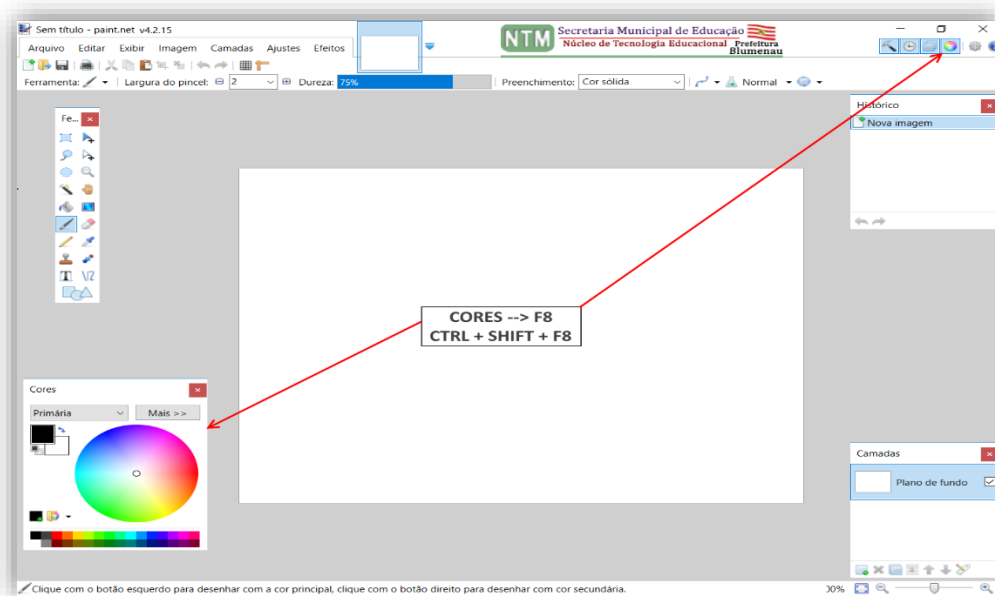 Sem título - paint.net v4.2.15
NTM
Secretaria Municipal de Educação
Núcleo de Tecnologia Educacional
Prefeitura
Blumenau
Arquivo Editar Exibir Imagem Camadas Ajustes Efeitos
Ferramenta: Largura do pincel: 2 Dureza: 75% Preenchimento: Cor sólida Normal
Fe...
Histórico
Nova imagem
CORES --> F8
CTRL + SHIFT + F8
Cores
Primária Mais >>
Camadas
Plano de fundo
Clique com o botão esquerdo para desenhar com a cor principal, clique com o botão direito para desenhar com cor secundária.